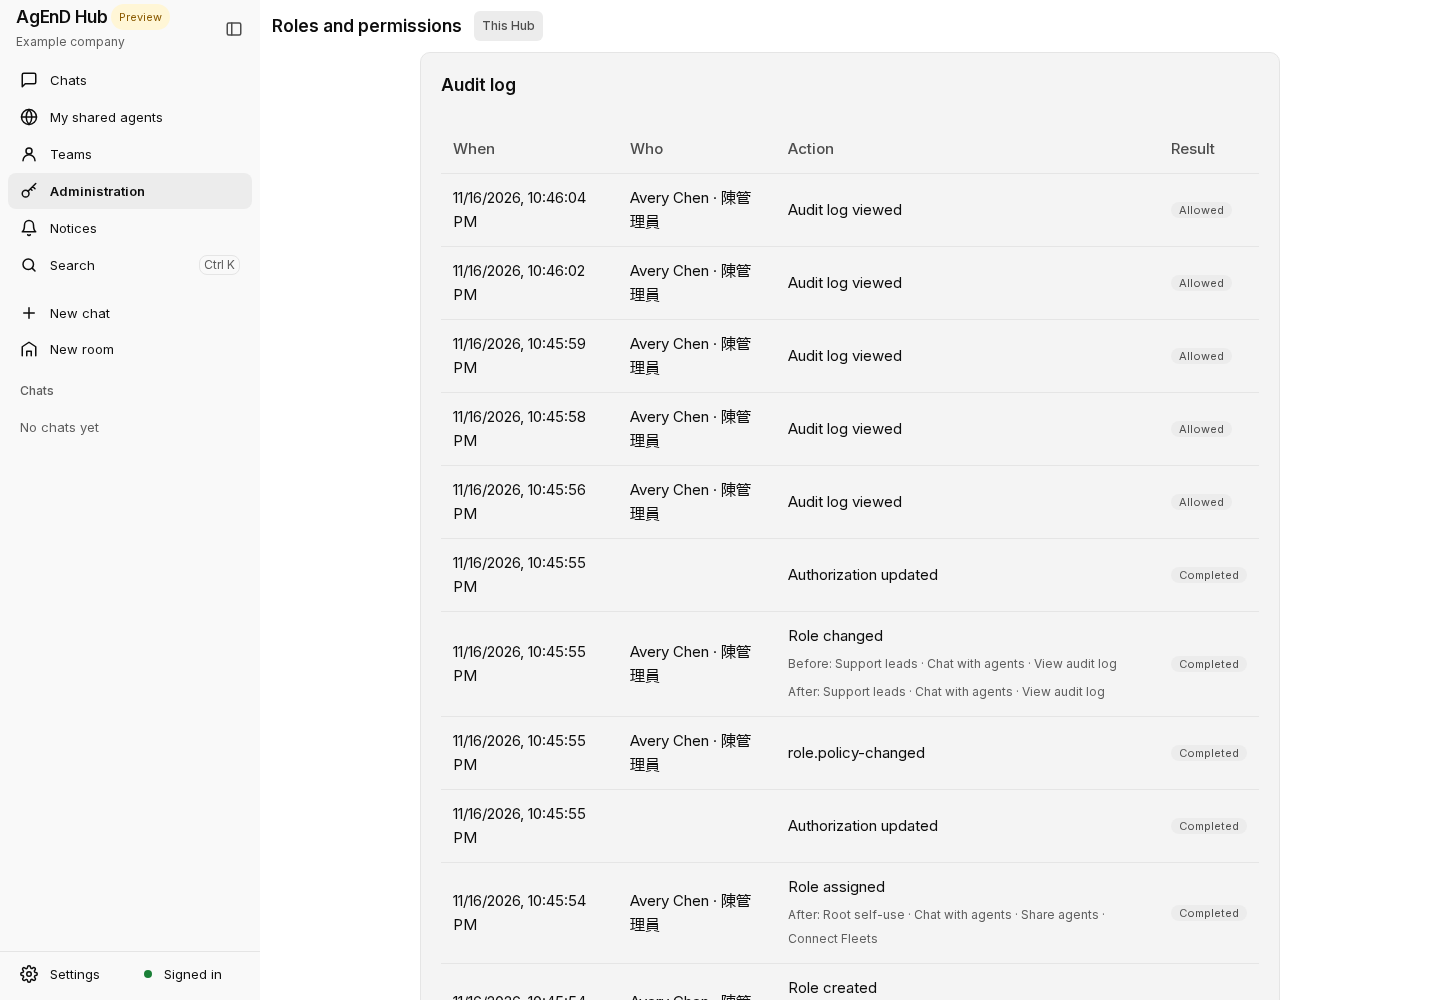 AgEnD Hub Preview
Example company
Chats
My shared agents
Teams
Administration
Notices
Search Ctrl K
New chat
New room
Chats
No chats yet
Settings
Signed in
Roles and permissions This Hub
Audit log
When Who Action Result
11/16/2026, 10:46:04 PM Avery Chen · 陳管理員 Audit log viewed Allowed
11/16/2026, 10:46:02 PM Avery Chen · 陳管理員 Audit log viewed Allowed
11/16/2026, 10:45:59 PM Avery Chen · 陳管理員 Audit log viewed Allowed
11/16/2026, 10:45:58 PM Avery Chen · 陳管理員 Audit log viewed Allowed
11/16/2026, 10:45:56 PM Avery Chen · 陳管理員 Audit log viewed Allowed
11/16/2026, 10:45:55 PM Authorization updated Completed
11/16/2026, 10:45:55 PM Avery Chen · 陳管理員 Role changed
Before: Support leads · Chat with agents · View audit log
After: Support leads · Chat with agents · View audit log
Completed
11/16/2026, 10:45:55 PM Avery Chen · 陳管理員 role.policy-changed Completed
11/16/2026, 10:45:55 PM Authorization updated Completed
11/16/2026, 10:45:54 PM Avery Chen · 陳管理員 Role assigned
After: Root self-use · Chat with agents · Share agents ·
Connect Fleets
Completed
Role created